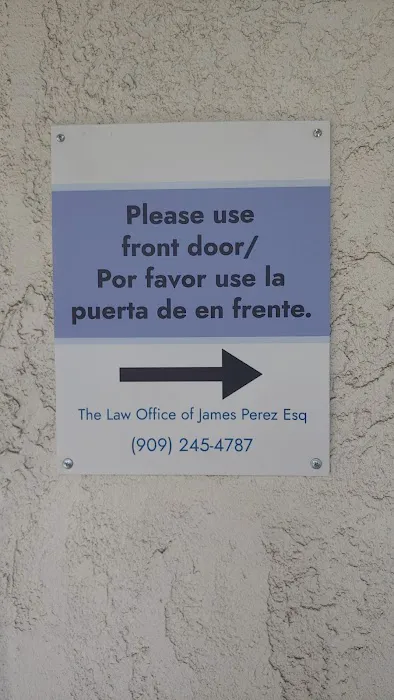 Please use
front door/
Por favor use la
puerta de en frente.
The Law Office of James Perez Esq
(909) 245-4787